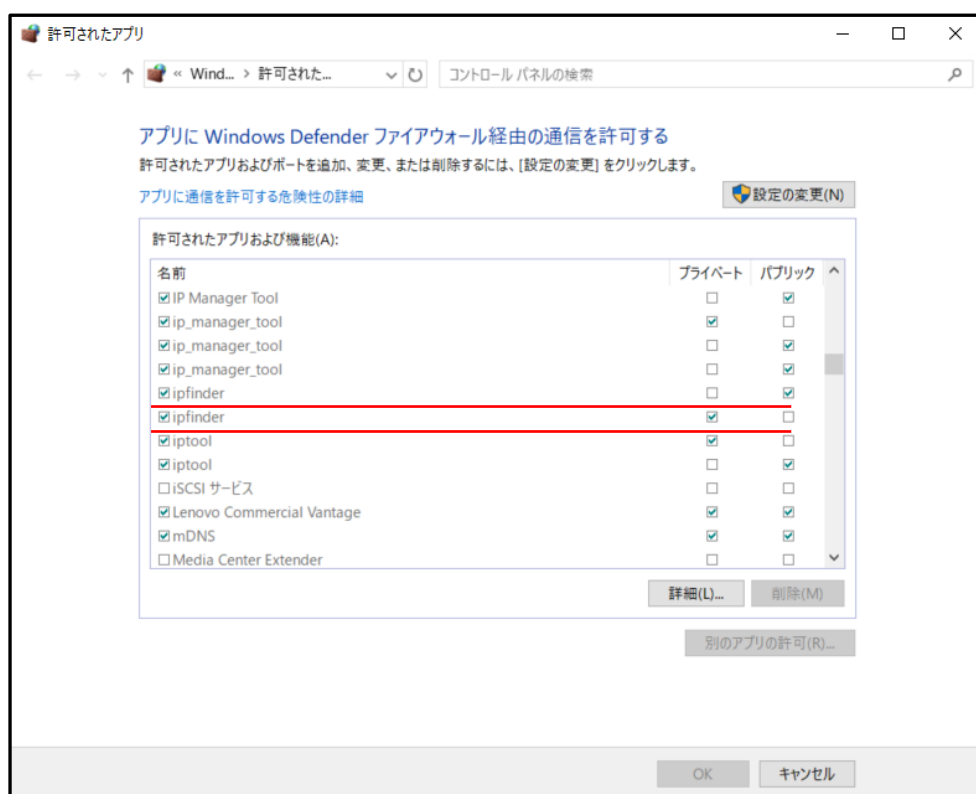 許可されたアプリ
« Wind... > 許可された...
コントロール パネルの検索
アプリに Windows Defender ファイアウォール経由の通信を許可する
許可されたアプリおよびポートを追加、変更、または削除するには、[設定の変更] をクリックします。
アプリに通信を許可する危険性の詳細
設定の変更(N)
許可されたアプリおよび機能(A):
名前 プライベート パブリック
IP Manager Tool
ip_manager_tool
ip_manager_tool
ip_manager_tool
ipfinder
ipfinder
iptool
iptool
iSCSI サービス
Lenovo Commercial Vantage
mDNS
Media Center Extender
詳細(L)... 削除(M)
別のアプリの許可(R)...
OK キャンセル